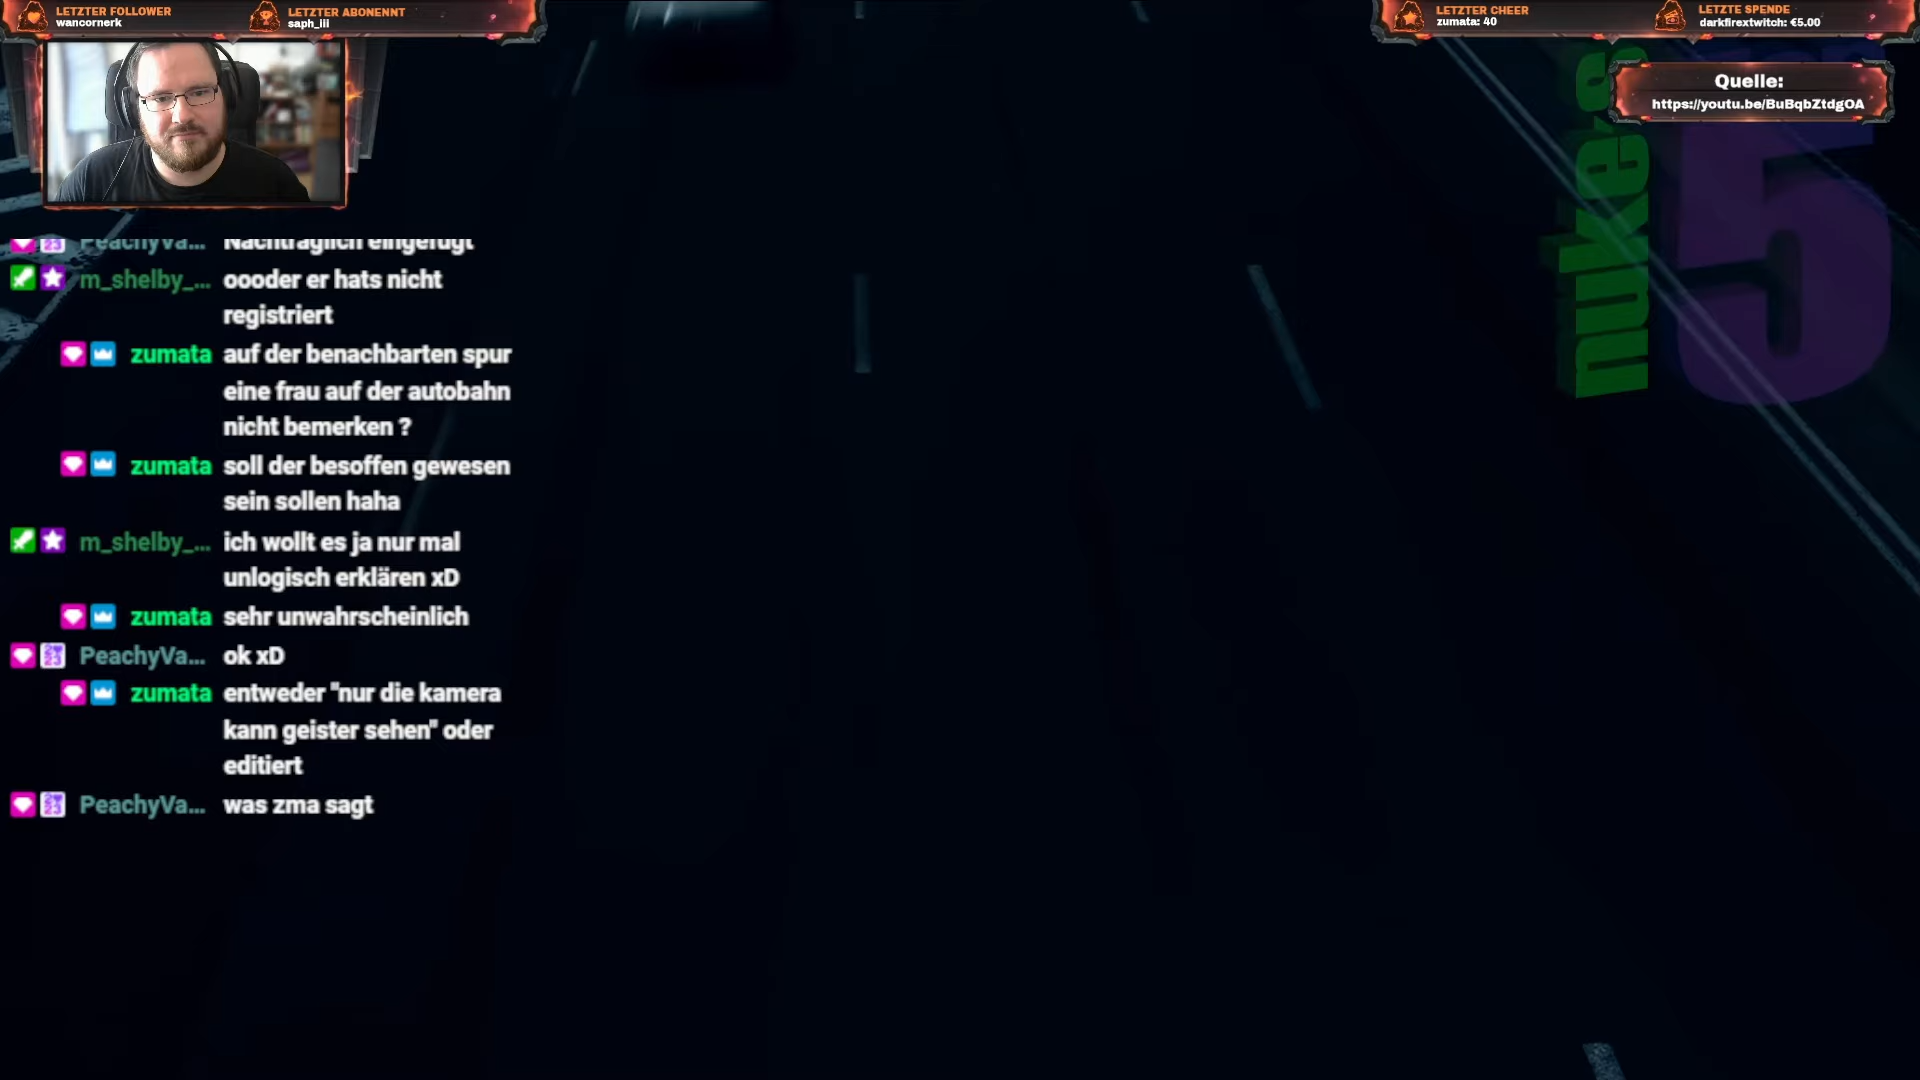 LETZTER FOLLOWER
wancornerk
LETZTER ABONENNT
saph_iii
LETZTER CHEER
zumata: 40
LETZTE SPENDE
darkfirextwitch: €5.00
Quelle:
https://youtu.be/BuBqbZtdgOA
PeachyVa... Nachträglich eingefügt
m_shelby_... oooder er hats nicht
registriert
zumata auf der benachbarten spur
eine frau auf der autobahn
nicht bemerken ?
zumata soll der besoffen gewesen
sein sollen haha
m_shelby_... ich wollt es ja nur mal
unlogisch erklären xD
zumata sehr unwahrscheinlich
PeachyVa... ok xD
zumata entweder "nur die kamera
kann geister sehen" oder
editiert
PeachyVa... was zma sagt
5